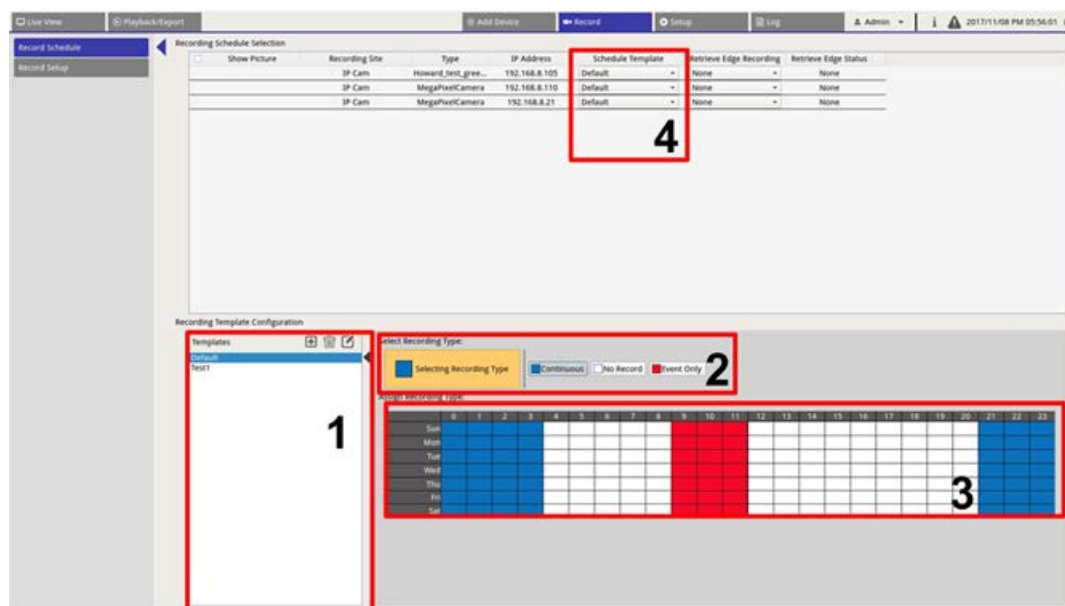 Live View Playback/Export Add Device Record Setup Log Admin i 2017/11/08 PM 05:56:01
Record Schedule
Record Setup
Recording Schedule Selection
Show Picture Recording Site Type IP Address Schedule Template Retrieve Edge Recording Retrieve Edge Status
IP Cam Howard_test_gree... 192.168.8.105 Default None None
IP Cam MegaPixelCamera 192.168.8.110 Default None None
IP Cam MegaPixelCamera 192.168.8.21 Default None None
4
Recording Template Configuration
Templates
Default
Test1
1
Select Recording Type:
Selecting Recording Type Continuous No Record Event Only
2
Assign Recording Type:
0 1 2 3 4 5 6 7 8 9 10 11 12 13 14 15 16 17 18 19 20 21 22 23
Sun
Mon
Tue
Wed
Thu
Fri
Sat
3